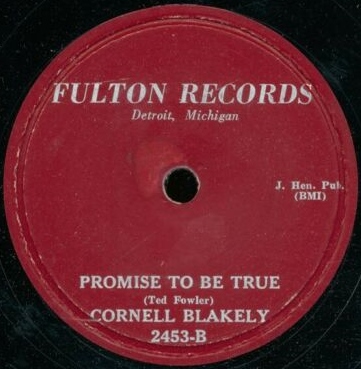 FULTON RECORDS
Detroit, Michigan
J. Hen. Pub.
(BMI)
PROMISE TO BE TRUE
(Ted Fowler)
CORNELL BLAKELY
2453-B